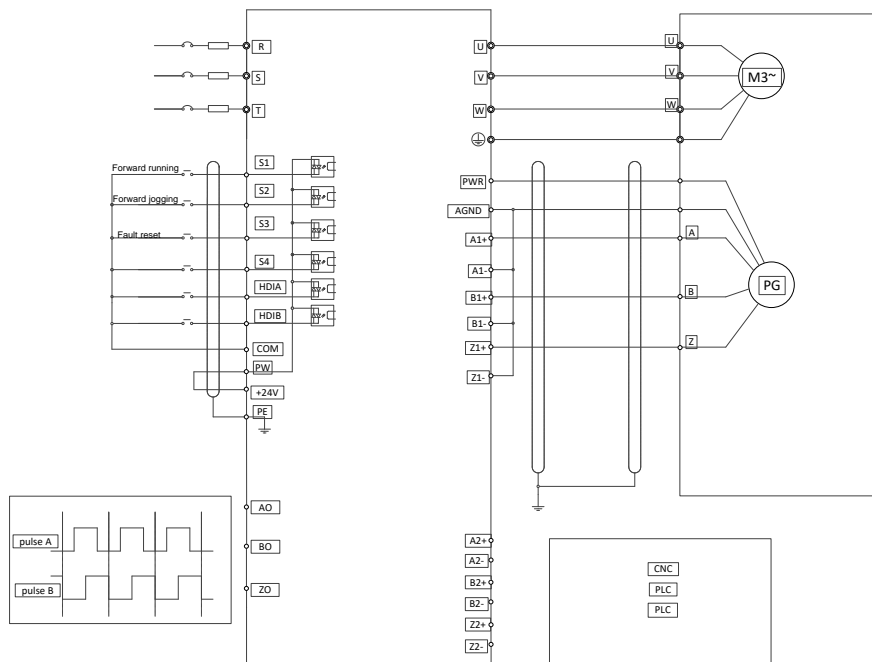 R
S
T
Forward running
S1
Forward jogging
S2
Fault reset
S3
S4
HDIA
HDIB
COM
PW
+24V
PE
AO
BO
ZO
pulse A
pulse B
U
V
W
PWR
AGND
A1+
A1-
B1+
B1-
Z1+
Z1-
A2+
A2-
B2+
B2-
Z2+
Z2-
U
V
W
M3~
A
B
Z
PG
CNC
PLC
PLC